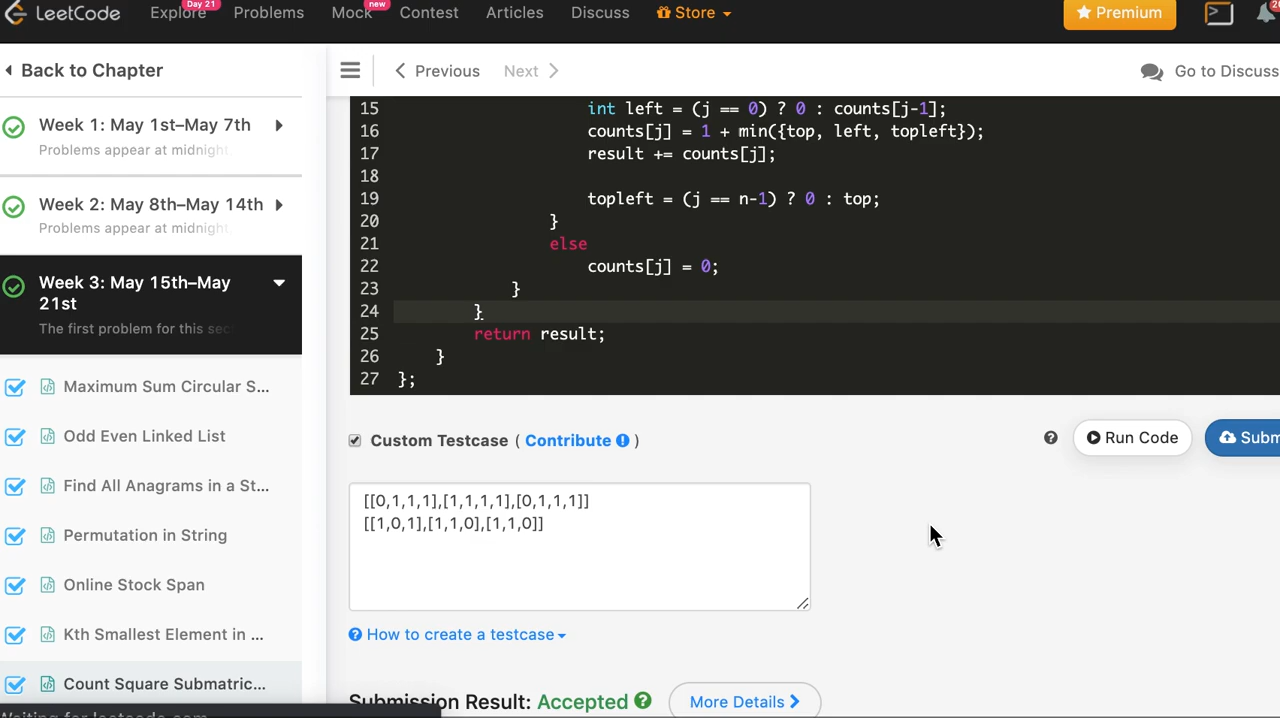 LeetCode
Explore
Day 21
Problems
Mock
new
Contest
Articles
Discuss
Store
Premium
Back to Chapter
Previous
Next
Go to Discuss
Week 1: May 1st–May 7th
Problems appear at midnight
Week 2: May 8th–May 14th
Problems appear at midnight
Week 3: May 15th–May
21st
The first problem for this sec
Maximum Sum Circular S...
Odd Even Linked List
Find All Anagrams in a St...
Permutation in String
Online Stock Span
Kth Smallest Element in ...
Count Square Submatric...
15 int left = (j == 0) ? 0 : counts[j-1];
16 counts[j] = 1 + min({top, left, topleft});
17 result += counts[j];
18
19 topleft = (j == n-1) ? 0 : top;
20 }
21 else
22 counts[j] = 0;
23 }
24 }
25 return result;
26 }
27 };
Custom Testcase ( Contribute )
Run Code
Subm
[[0,1,1,1],[1,1,1,1],[0,1,1,1]]
[[1,0,1],[1,1,0],[1,1,0]]
How to create a testcase
Submission Result: Accepted
More Details
Waiting for leetcode.com